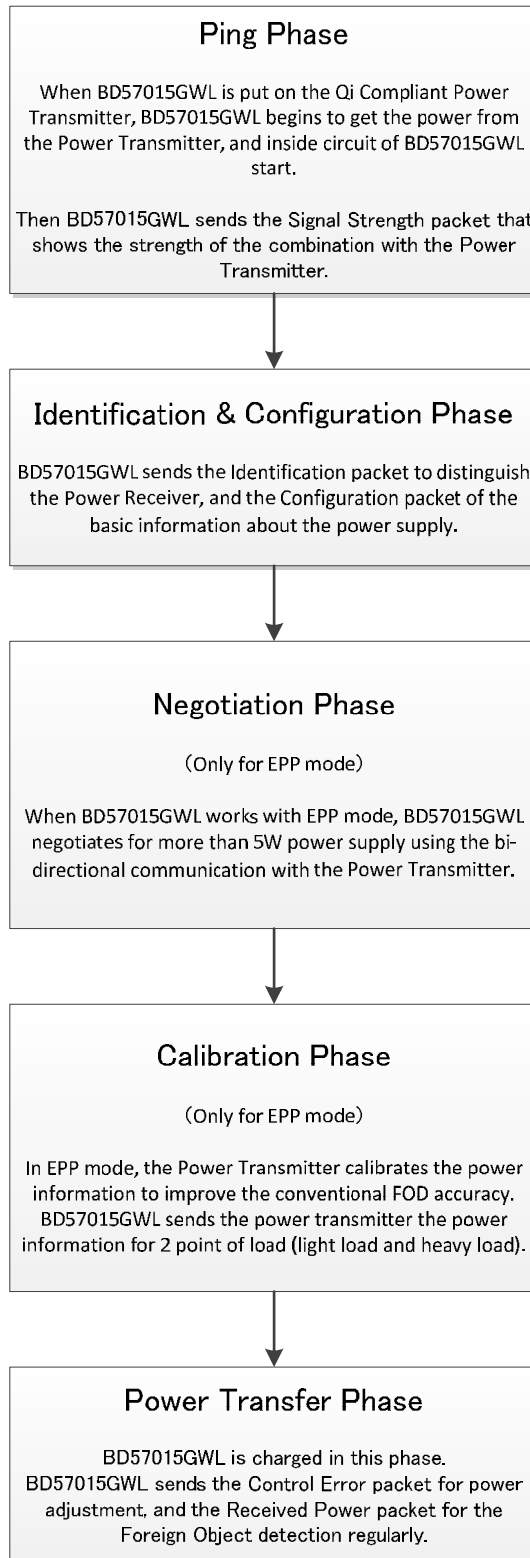 Ping Phase
When BD57015GWL is put on the Qi Compliant Power
Transmitter, BD57015GWL begins to get the power from
the Power Transmitter, and inside circuit of BD57015GWL
start.
Then BD57015GWL sends the Signal Strength packet that
shows the strength of the combination with the Power
Transmitter.
Identification & Configuration Phase
BD57015GWL sends the Identification packet to distinguish
the Power Receiver, and the Configuration packet of the
basic information about the power supply.
Negotiation Phase
(Only for EPP mode)
When BD57015GWL works with EPP mode, BD57015GWL
negotiates for more than 5W power supply using the bi-
directional communication with the Power Transmitter.
Calibration Phase
(Only for EPP mode)
In EPP mode, the Power Transmitter calibrates the power
information to improve the conventional FOD accuracy.
BD57015GWL sends the power transmitter the power
information for 2 point of load (light load and heavy load).
Power Transfer Phase
BD57015GWL is charged in this phase.
BD57015GWL sends the Control Error packet for power
adjustment, and the Received Power packet for the
Foreign Object detection regularly.